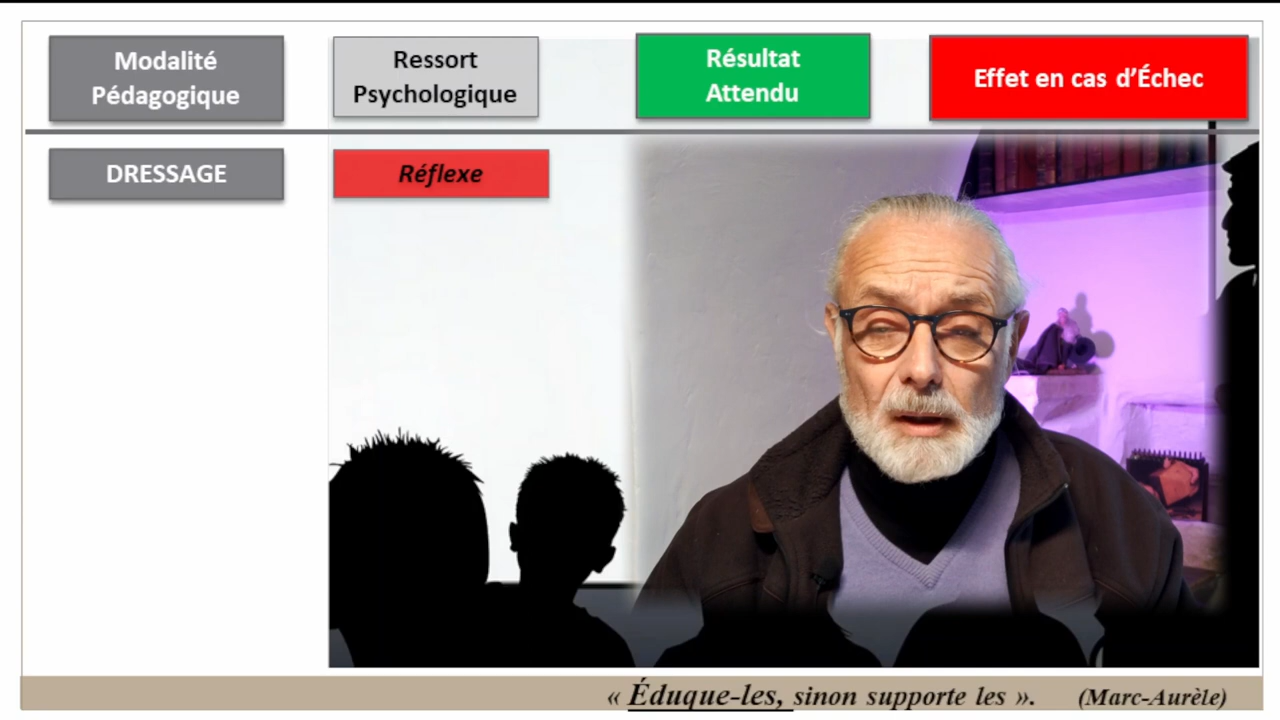 Modalité
Pédagogique
Ressort
Psychologique
Résultat
Attendu
Effet en cas d'Échec
DRESSAGE
Réflexe
« Éduque-les, sinon supporte les ». (Marc-Aurèle)